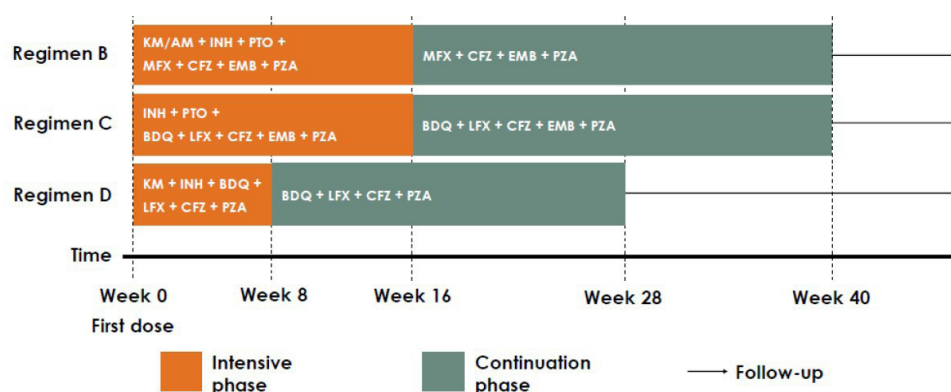 Regimen B
KM/AM + INH + PTO +
MFX + CFZ + EMB + PZA
MFX + CFZ + EMB + PZA
Regimen C
INH + PTO +
BDQ + LFX + CFZ + EMB + PZA
BDQ + LFX + CFZ + EMB + PZA
Regimen D
KM + INH + BDQ +
LFX + CFZ + PZA
BDQ + LFX + CFZ + PZA
Time
Week 0
Week 8
Week 16
Week 28
Week 40
First dose
Intensive
phase
Continuation
phase
Follow-up